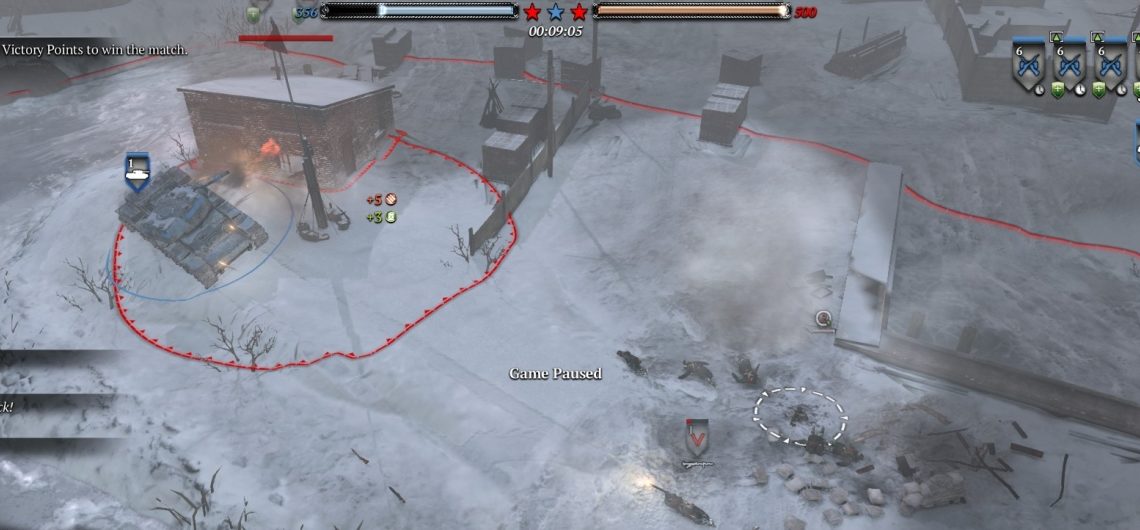 356
500
00:09:05
Victory Points to win the match.
6 6 6
1
+5
+3
Game Paused
ck!